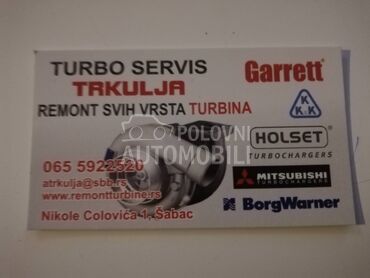 TURBO SERVIS
TRKULJA
REMONT SVIH VRSTA TURBINA
065 5922520
atrkulja@sbb.rs
www.remontturbine.rs
Nikole Colovića 1, Šabac
Garrett
KKK
HOLSET
TURBOCHARGERS
MITSUBISHI
TURBOCHARGERS
BorgWarner
POLOVNI
AUTOMOBILI